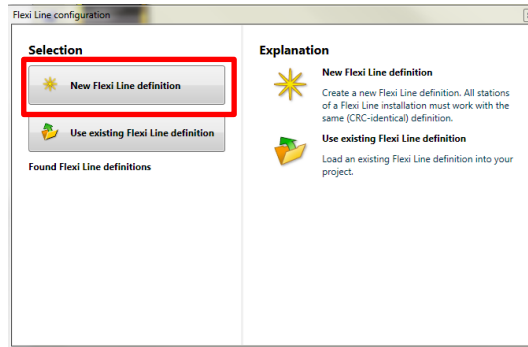 Flexi Line configuration
Selection
New Flexi Line definition
Use existing Flexi Line definition
Found Flexi Line definitions
Explanation
New Flexi Line definition
Create a new Flexi Line definition. All stations
of a Flexi Line installation must work with the
same (CRC-identical) definition.
Use existing Flexi Line definition
Load an existing Flexi Line definition into your
project.